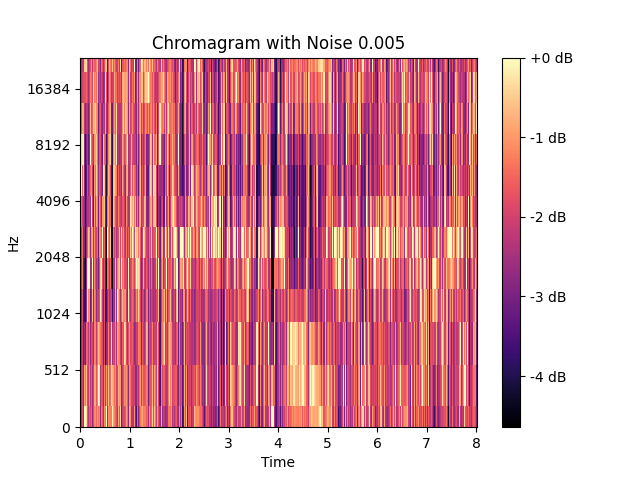 Chromagram with Noise 0.005
Hz
16384
8192
4096
2048
1024
512
0
0 1 2 3 4 5 6 7 8
Time
+0 dB
-1 dB
-2 dB
-3 dB
-4 dB